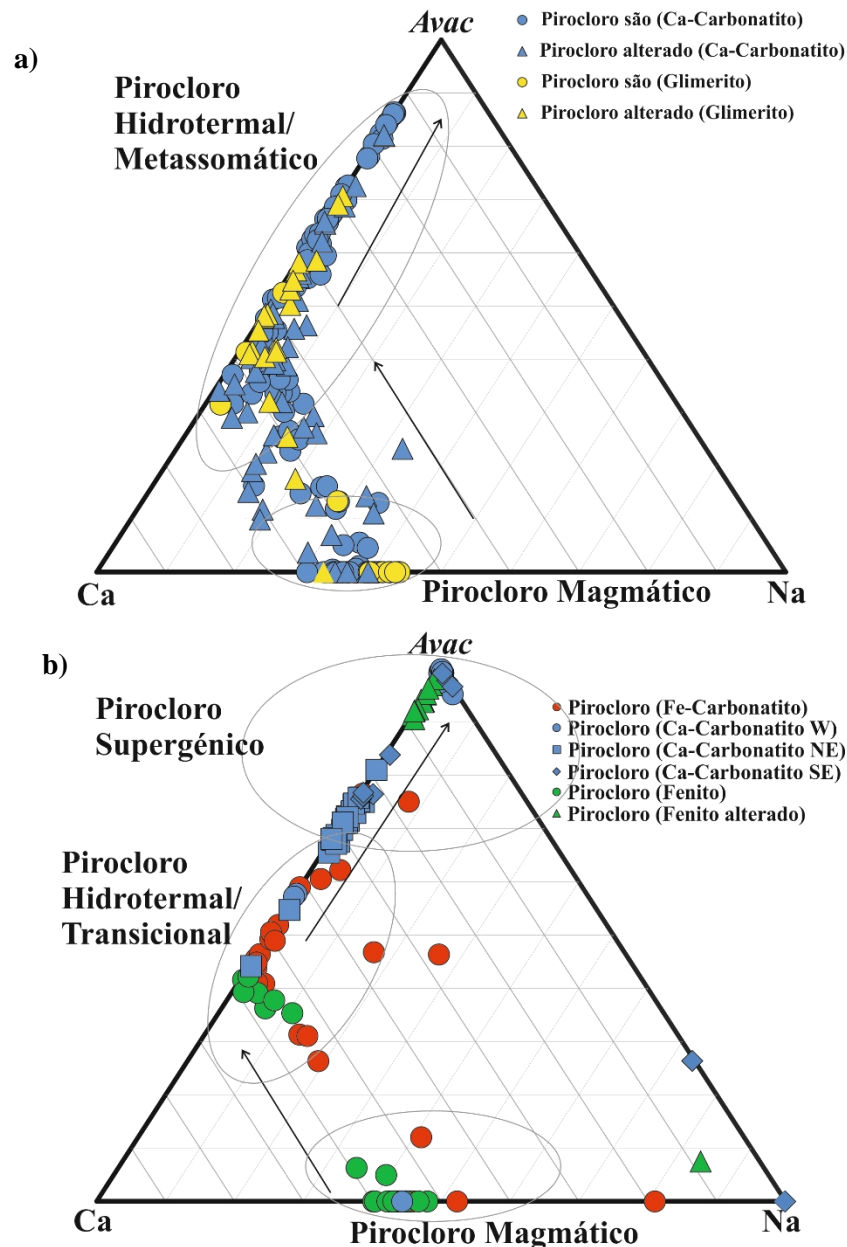 a)
Avac
Pirocloro são (Ca-Carbonatito)
Pirocloro alterado (Ca-Carbonatito)
Pirocloro são (Glimerito)
Pirocloro alterado (Glimerito)
Pirocloro
Hidrotermal/
Metassomático
Ca
Pirocloro Magmático
Na
b)
Avac
Pirocloro
Supergénico
Pirocloro (Fe-Carbonatito)
Pirocloro (Ca-Carbonatito W)
Pirocloro (Ca-Carbonatito NE)
Pirocloro (Ca-Carbonatito SE)
Pirocloro (Fenito)
Pirocloro (Fenito alterado)
Pirocloro
Hidrotermal/
Transicional
Ca
Pirocloro Magmático
Na